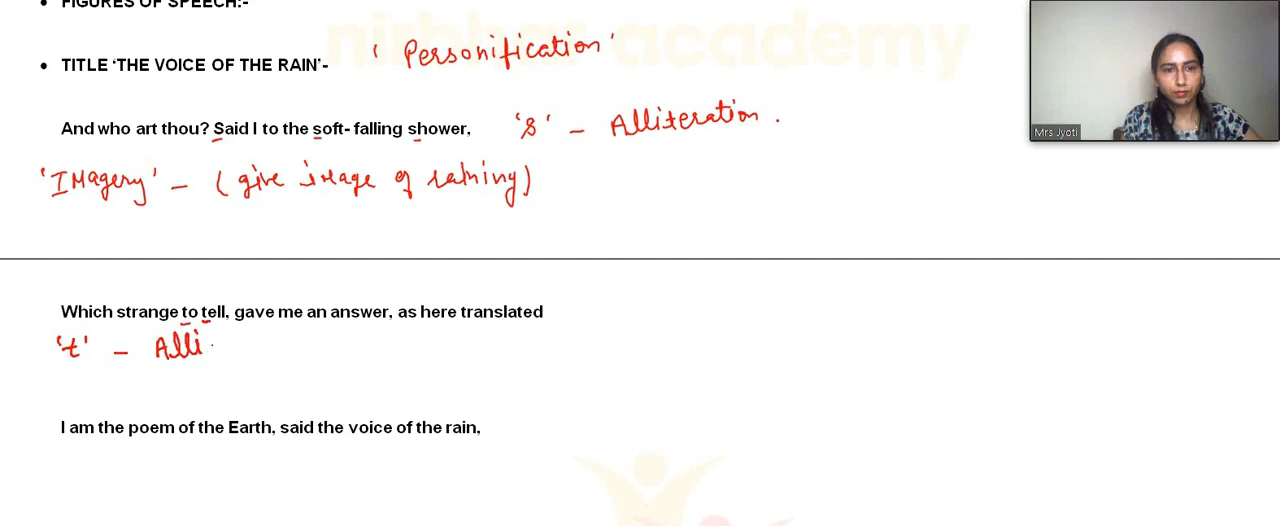 • FIGURES OF SPEECH:-
nirbhay academy
• TITLE ‘THE VOICE OF THE RAIN’- ‘Personification’
And who art thou? Said I to the soft- falling shower, ‘s’ - Alliteration.
‘IMagery’ - (give image of raining)
Mrs Jyoti
Which strange to tell, gave me an answer, as here translated
‘t’ - Alli
I am the poem of the Earth, said the voice of the rain,